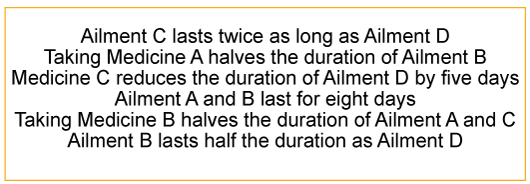 Ailment C lasts twice as long as Ailment D
Taking Medicine A halves the duration of Ailment B
Medicine C reduces the duration of Ailment D by five days
Ailment A and B last for eight days
Taking Medicine B halves the duration of Ailment A and C
Ailment B lasts half the duration as Ailment D